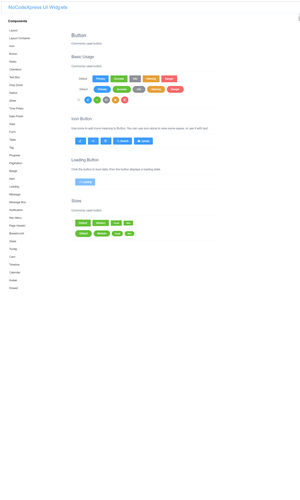 NoCodeXpress UI Widgets
Components
Layout
Layout Container
Icon
Button
Radio
Checkbox
Text Box
Drop Down
Switch
Slider
Time Picker
Date Picker
Rate
Form
Table
Tag
Progress
Pagination
Badge
Alert
Loading
Message
Message Box
Notification
Nav Menu
Page Header
Breadcrumb
Steps
Tooltip
Card
Timeline
Calendar
Avatar
Drawer
Button
Commonly used button.
Basic Usage
Commonly used button.
Default Primary Success Info Warning Danger
Default Primary Success Info Warning Danger
Icon Button
Use icons to add more meaning to Button. You can use icon alone to save some space, or use it with text.
Search Upload
Loading Button
Click the button to load data, then the button displays a loading state.
Loading
Sizes
Commonly used button.
Default Medium Small Mini
Default Medium Small Mini